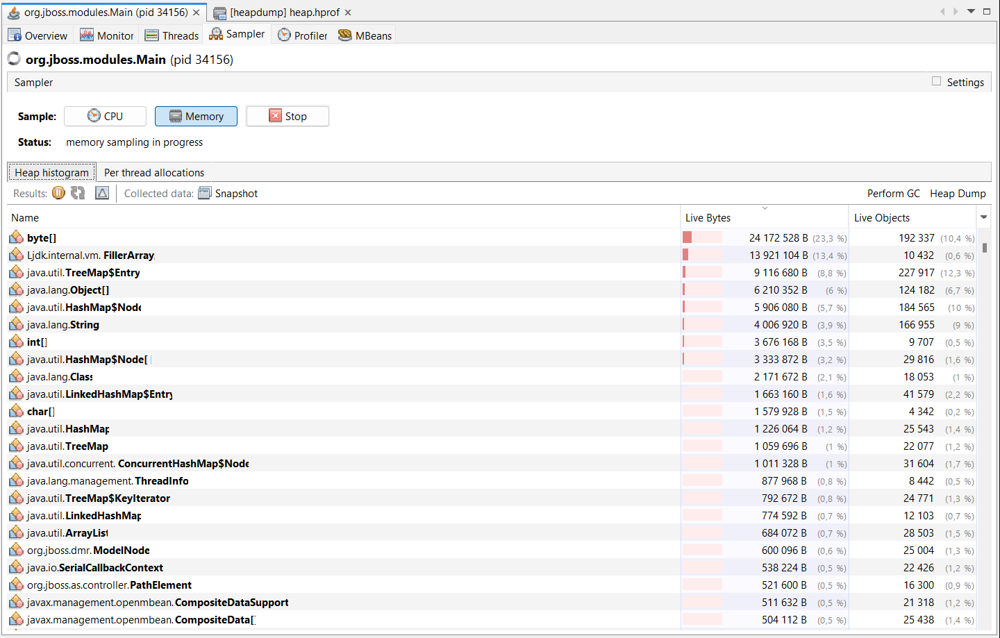 org.jboss.modules.Main (pid 34156) [heapdump] heap.hprof
Overview Monitor Threads Sampler Profiler MBeans
org.jboss.modules.Main (pid 34156)
Sampler Settings
Sample: CPU Memory Stop
Status: memory sampling in progress
Heap histogram Per thread allocations
Results: Collected data: Snapshot Perform GC Heap Dump
Name Live Bytes Live Objects
byte[] 24 172 528 B (23,3 %) 192 337 (10,4 %)
Ljdk.internal.vm. FillerArray 13 921 104 B (13,4 %) 10 432 (0,6 %)
java.util.TreeMap$Entry 9 116 680 B (8,8 %) 227 917 (12,3 %)
java.lang.Object[] 6 210 352 B (6 %) 124 182 (6,7 %)
java.util.HashMap$Node 5 906 080 B (5,7 %) 184 565 (10 %)
java.lang.String 4 006 920 B (3,9 %) 166 955 (9 %)
int[] 3 676 168 B (3,5 %) 9 707 (0,5 %)
java.util.HashMap$Node[ 3 333 872 B (3,2 %) 29 816 (1,6 %)
java.lang.Class 2 171 672 B (2,1 %) 18 053 (1 %)
java.util.LinkedHashMap$Entry 1 663 160 B (1,6 %) 41 579 (2,2 %)
char[] 1 579 928 B (1,5 %) 4 342 (0,2 %)
java.util.HashMap 1 226 064 B (1,2 %) 25 543 (1,4 %)
java.util.TreeMap 1 059 696 B (1 %) 22 077 (1,2 %)
java.util.concurrent. ConcurrentHashMap$Node 1 011 328 B (1 %) 31 604 (1,7 %)
java.lang.management. ThreadInfo 877 968 B (0,8 %) 8 442 (0,5 %)
java.util.TreeMap$KeyIterator 792 672 B (0,8 %) 24 771 (1,3 %)
java.util.LinkedHashMap 774 592 B (0,7 %) 12 103 (0,7 %)
java.util.ArrayList 684 072 B (0,7 %) 28 503 (1,5 %)
org.jboss.dmr.ModelNode 600 096 B (0,6 %) 25 004 (1,3 %)
java.io.SerialCallbackContext 538 224 B (0,5 %) 22 426 (1,2 %)
org.jboss.as.controller.PathElement 521 600 B (0,5 %) 16 300 (0,9 %)
javax.management.openmbean.CompositeDataSupport 511 632 B (0,5 %) 21 318 (1,2 %)
javax.management.openmbean.CompositeData[] 504 112 B (0,5 %) 25 438 (1,4 %)